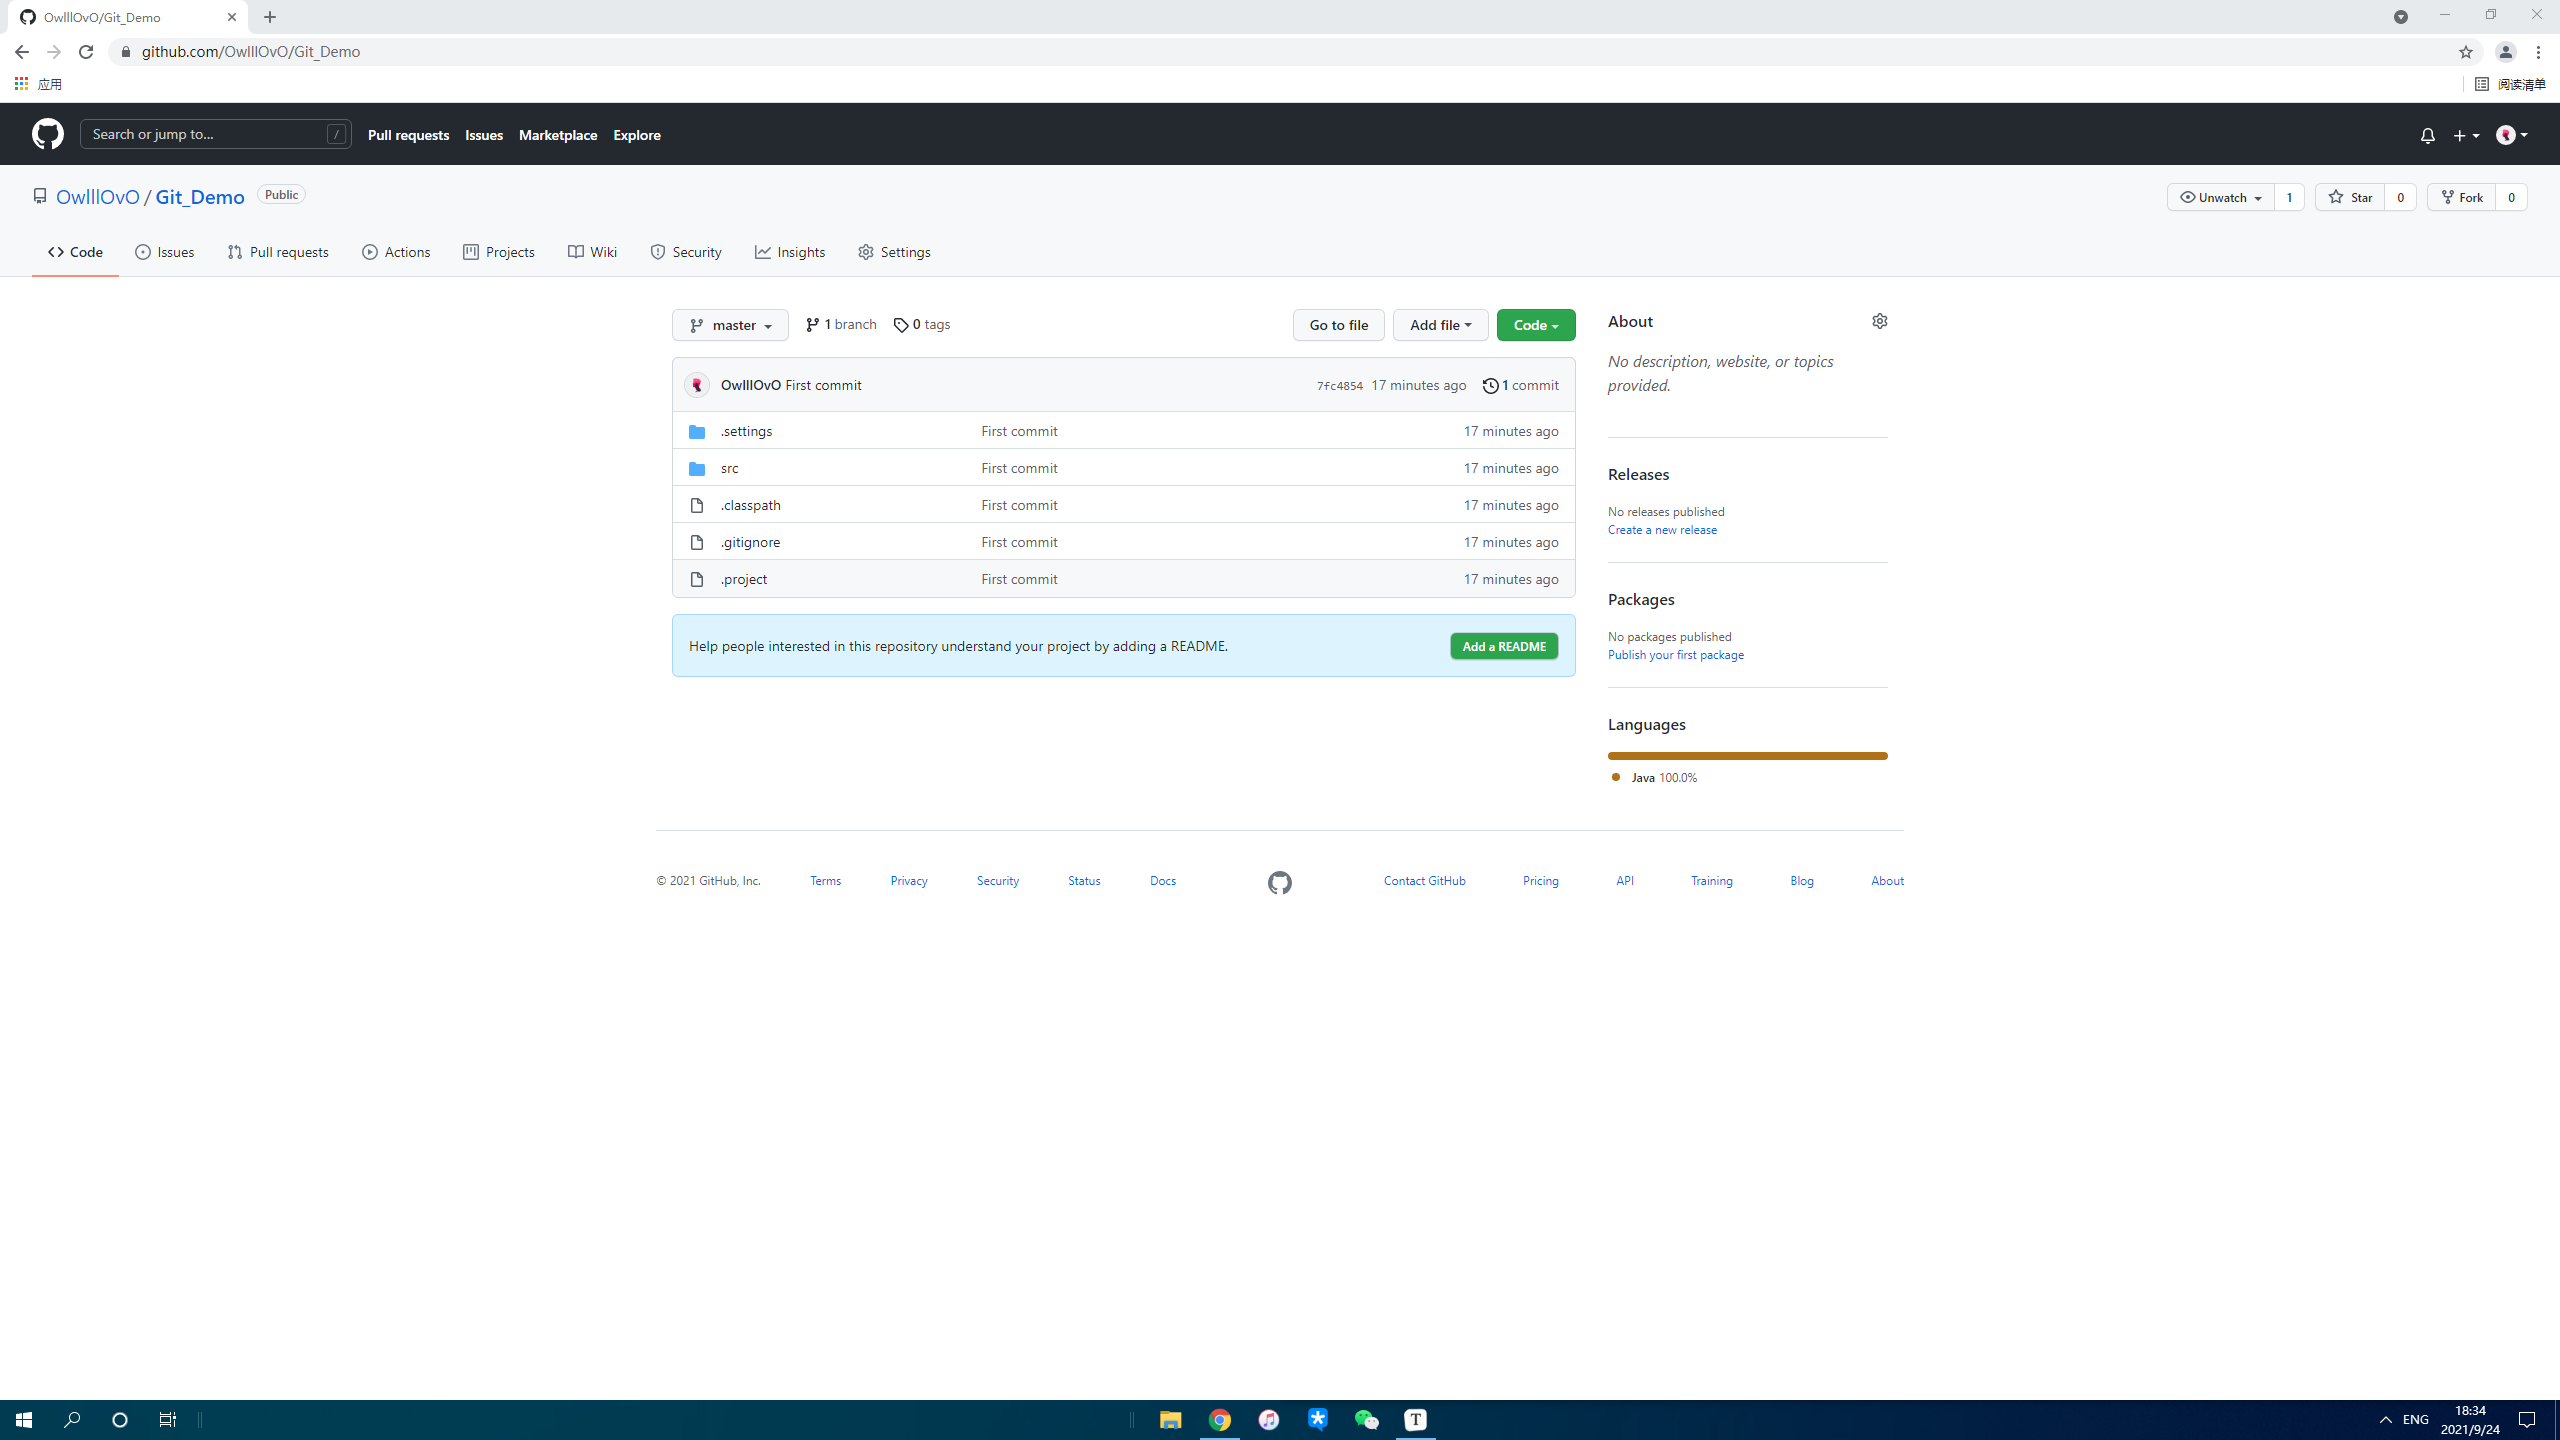 OwlllOvO/Git_Demo
github.com/OwlllOvO/Git_Demo
应用
阅读清单
Search or jump to...
/
Pull requests Issues Marketplace Explore
OwlllOvO / Git_Demo Public
Unwatch 1 Star 0 Fork 0
Code Issues Pull requests Actions Projects Wiki Security Insights Settings
master 1 branch 0 tags
Go to file Add file Code
OwlllOvO First commit 7fc4854 17 minutes ago 1 commit
.settings First commit 17 minutes ago
src First commit 17 minutes ago
.classpath First commit 17 minutes ago
.gitignore First commit 17 minutes ago
.project First commit 17 minutes ago
Help people interested in this repository understand your project by adding a README. Add a README
About
No description, website, or topics
provided.
Releases
No releases published
Create a new release
Packages
No packages published
Publish your first package
Languages
Java 100.0%
© 2021 GitHub, Inc. Terms Privacy Security Status Docs Contact GitHub Pricing API Training Blog About
T
ENG
18:34
2021/9/24